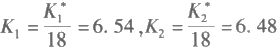 K₁ = K₁*/18 = 6. 54 , K₂ = K₂*/18 = 6. 48